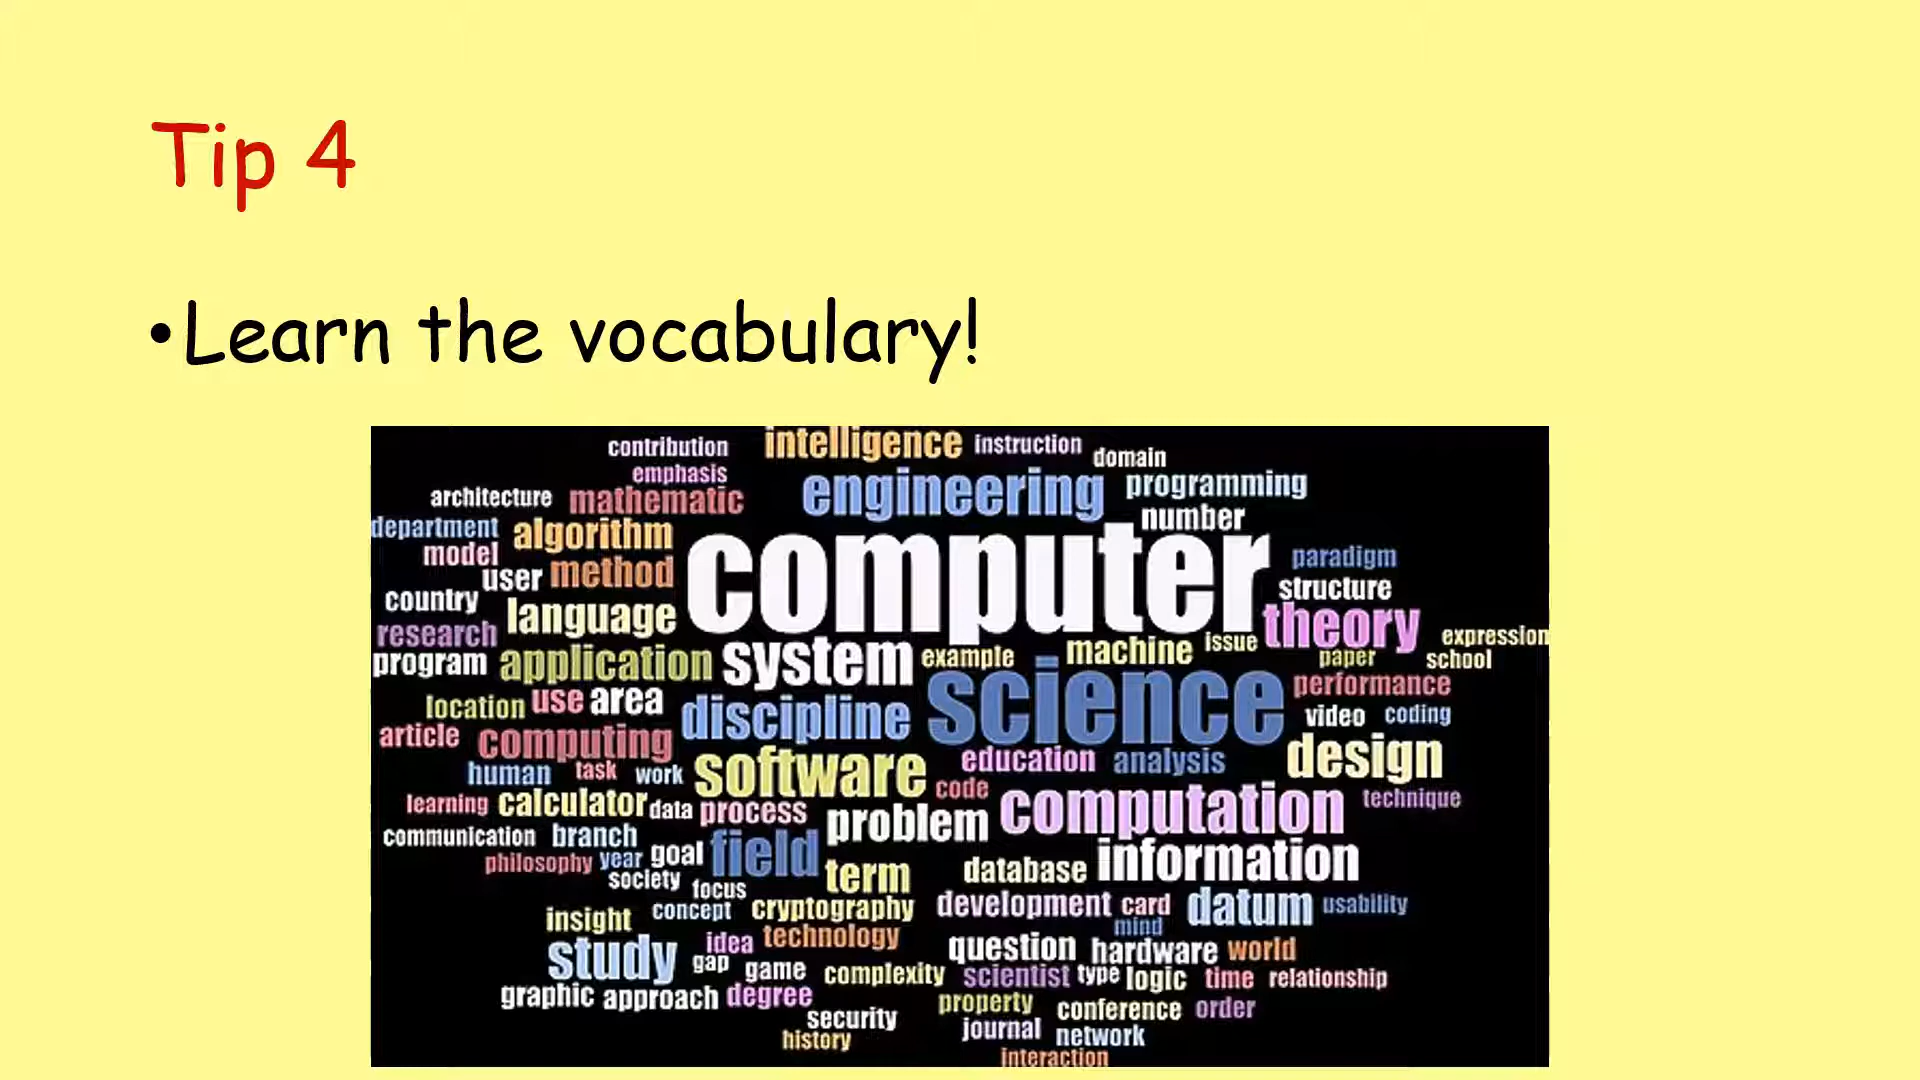 Tip 4
•Learn the vocabulary!
contribution intelligence instruction domain
emphasis
architecture mathematic engineering programming
department algorithm number
model computer paradigm
user method structure
country language theory
research machine issue expression
program application system example paper school
location use area discipline science performance
video coding
article computing education analysis design
human task work software code
learning calculator data process problem computation technique
communication branch
philosophy year goal field information
society focus term database
insight concept cryptography development card datum usability
mind
study idea technology question hardware world
gap game complexity scientist type logic time relationship
graphic approach degree property conference order
security journal network
history
interaction